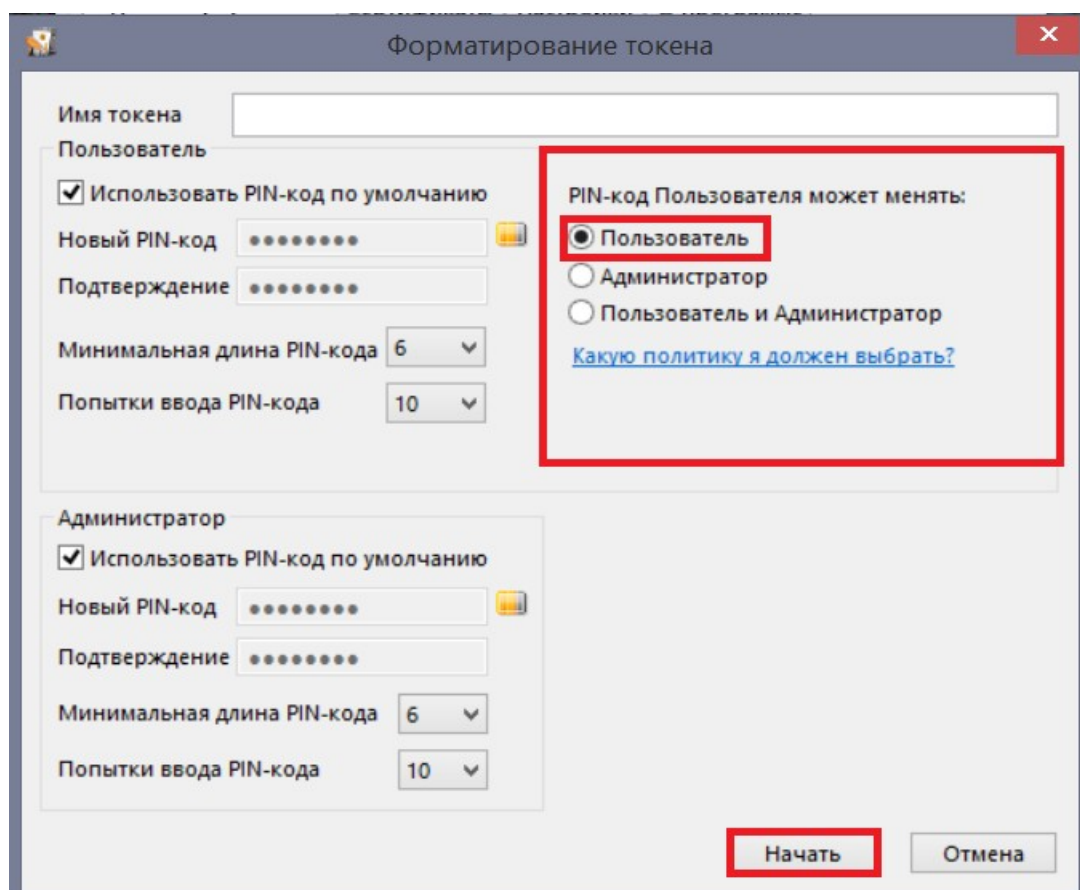 Форматирование токена
Имя токена
Пользователь
Использовать PIN-код по умолчанию
Новый PIN-код
Подтверждение
Минимальная длина PIN-кода 6
Попытки ввода PIN-кода 10
PIN-код Пользователя может менять:
Пользователь
Администратор
Пользователь и Администратор
Какую политику я должен выбрать?
Администратор
Использовать PIN-код по умолчанию
Новый PIN-код
Подтверждение
Минимальная длина PIN-кода 6
Попытки ввода PIN-кода 10
Начать Отмена